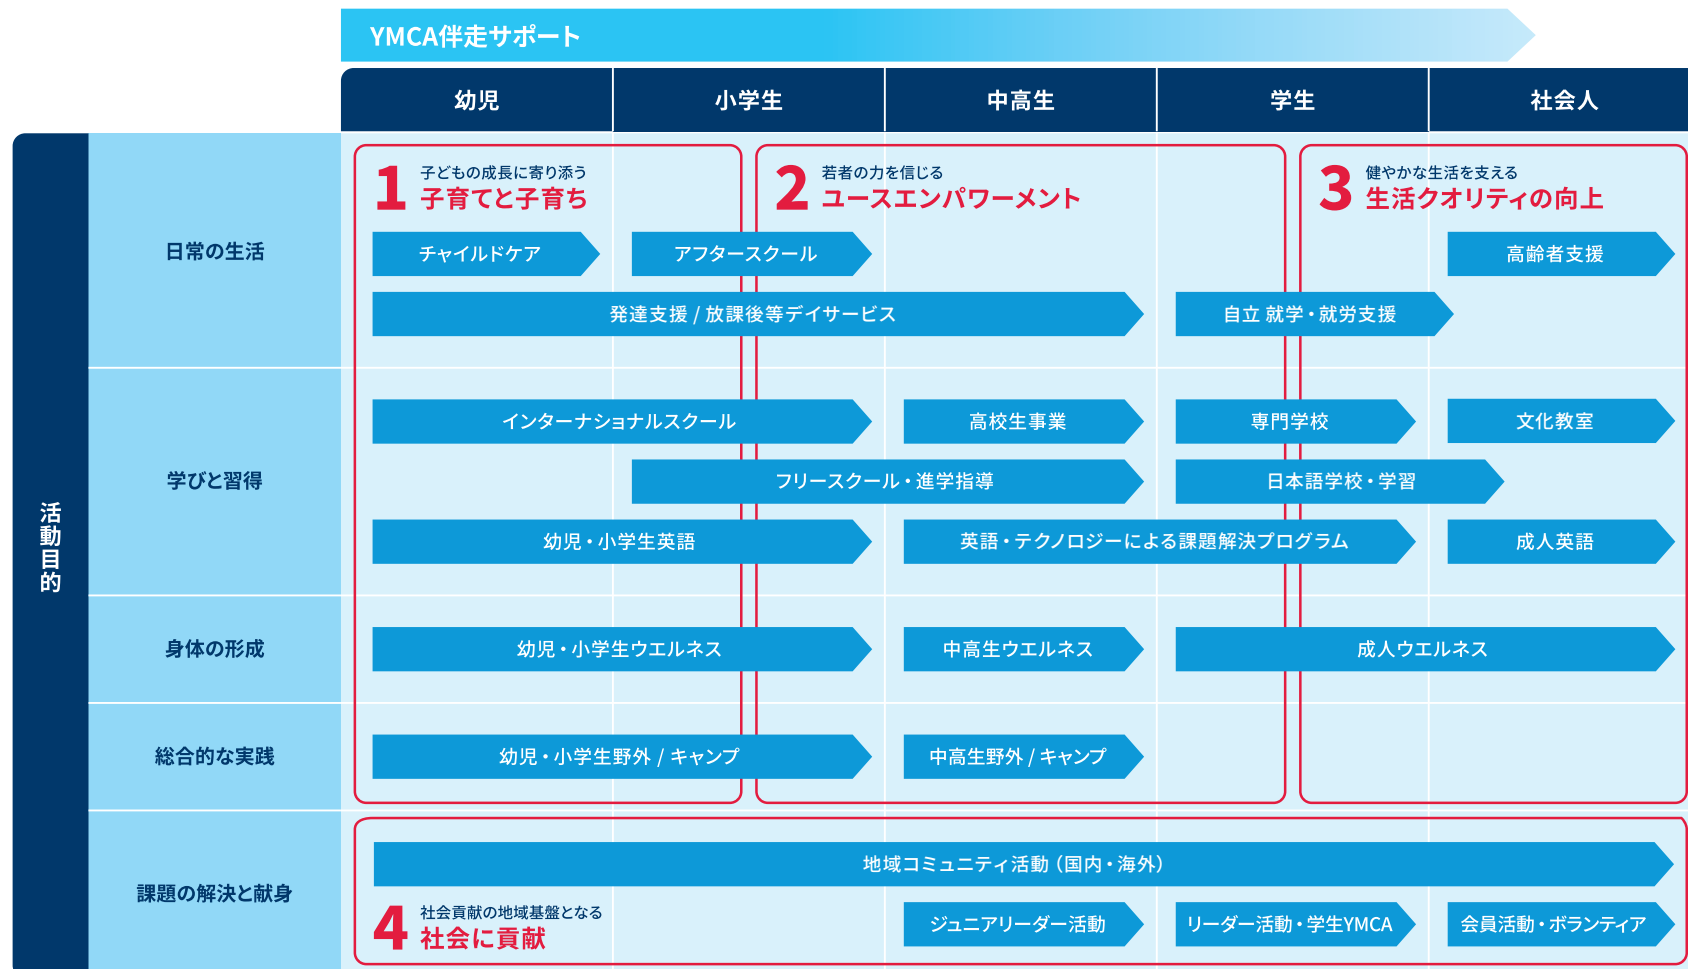 YMCA伴走サポート
幼児
小学生
中高生
学生
社会人
活動目的
日常の生活
1 子どもの成長に寄り添う
子育てと子育ち
2 若者の力を信じる
ユースエンパワーメント
3 健やかな生活を支える
生活クオリティの向上
チャイルドケア
アフタースクール
高齢者支援
発達支援 / 放課後等デイサービス
自立 就学・就労支援
学びと習得
インターナショナルスクール
高校生事業
専門学校
文化教室
フリースクール・進学指導
日本語学校・学習
幼児・小学生英語
英語・テクノロジーによる課題解決プログラム
成人英語
身体の形成
幼児・小学生ウエルネス
中高生ウエルネス
成人ウエルネス
総合的な実践
幼児・小学生野外 / キャンプ
中高生野外 / キャンプ
課題の解決と献身
地域コミュニティ活動（国内・海外）
4 社会貢献の地域基盤となる
社会に貢献
ジュニアリーダー活動
リーダー活動・学生YMCA
会員活動・ボランティア